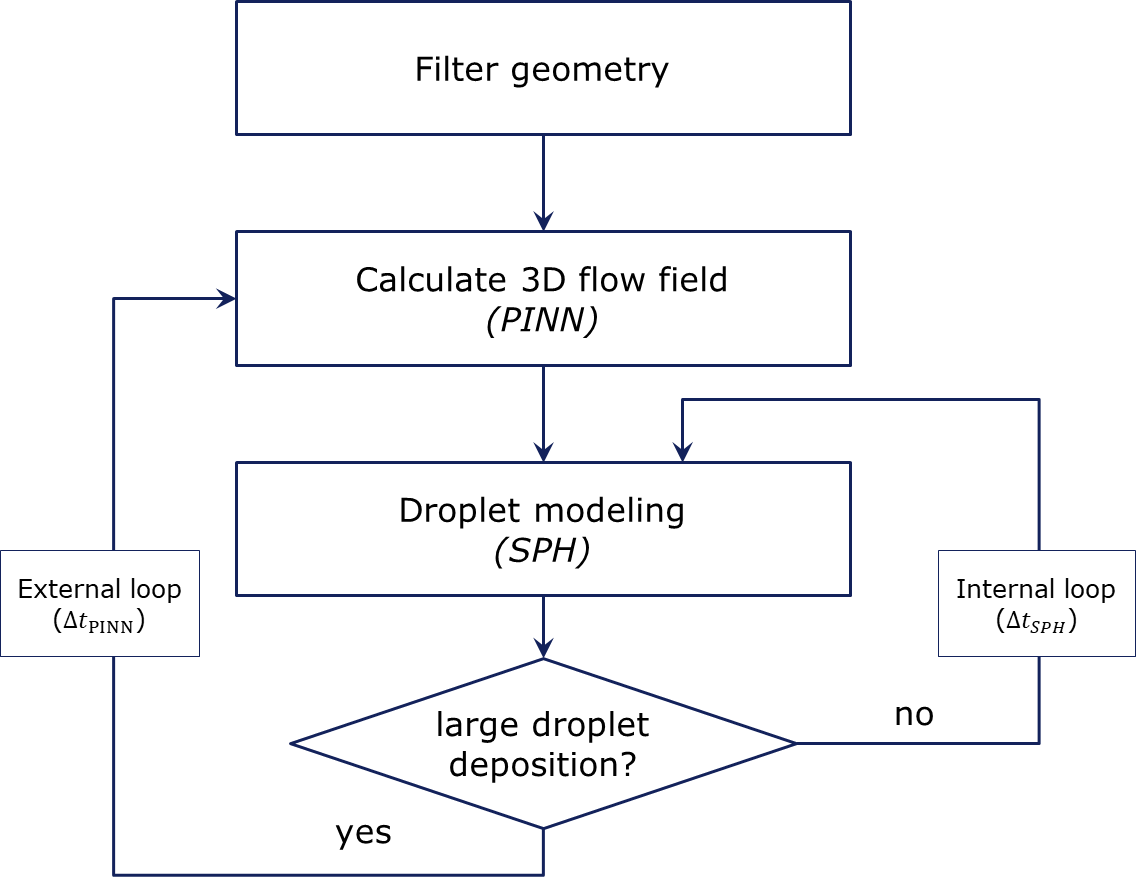 Filter geometry
Calculate 3D flow field
(PINN)
Droplet modeling
(SPH)
External loop
(Δt_PINN)
Internal loop
(Δt_SPH)
large droplet
deposition?
no
yes